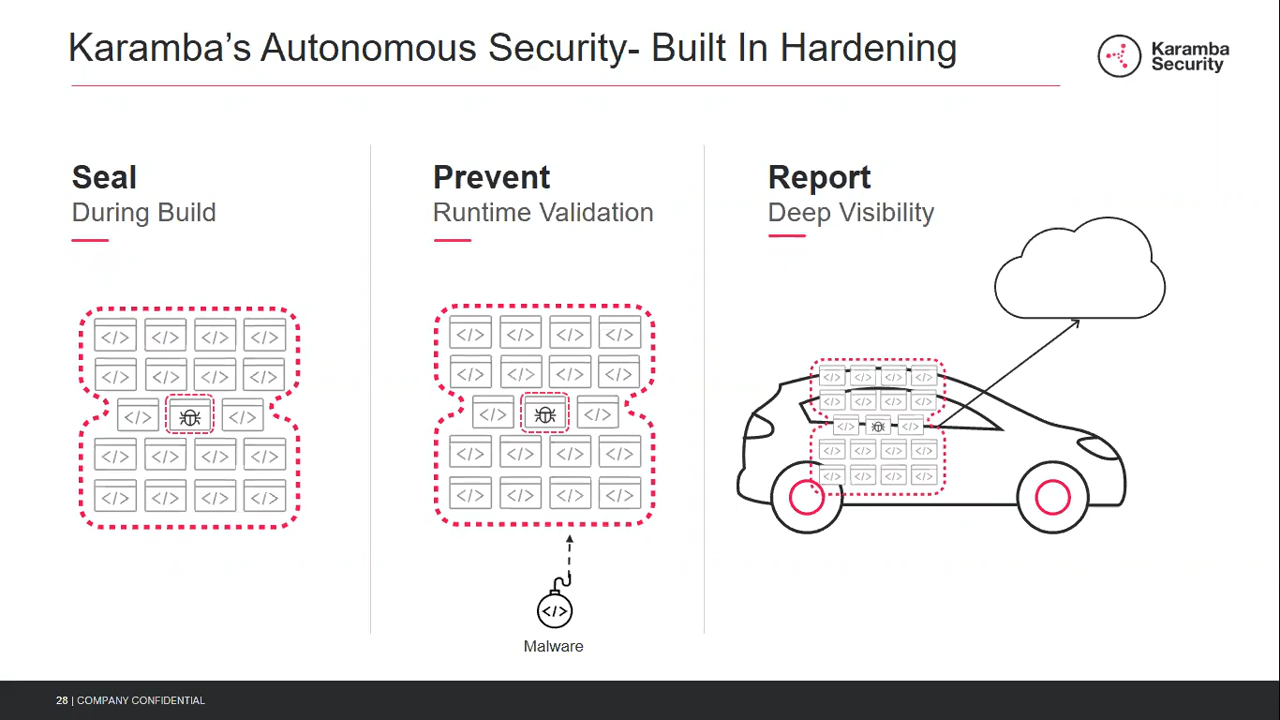 Karamba's Autonomous Security- Built In Hardening
Karamba
Security
Seal
During Build
Prevent
Runtime Validation
Report
Deep Visibility
Malware
28 | COMPANY CONFIDENTIAL